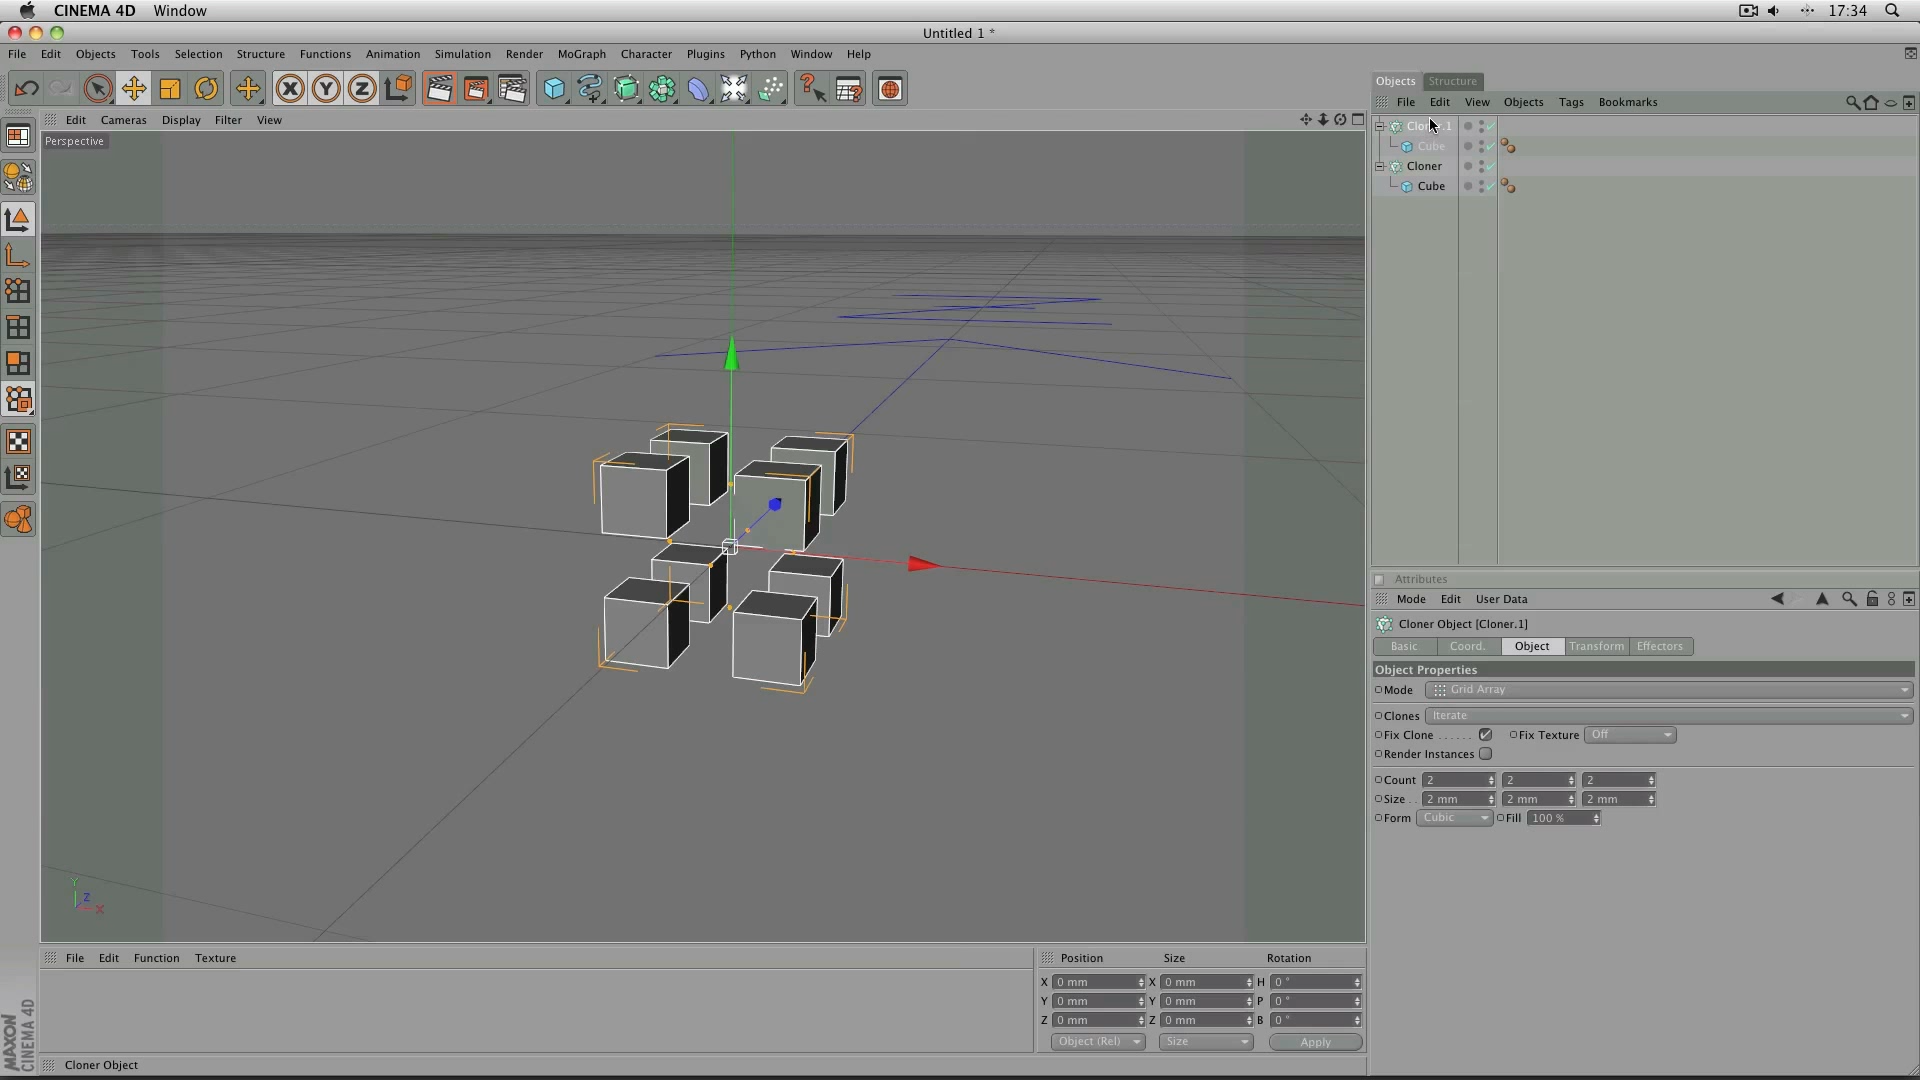 CINEMA 4D Window 17:34
Untitled 1 *
File Edit Objects Tools Selection Structure Functions Animation Simulation Render MoGraph Character Plugins Python Window Help
Objects Structure
File Edit View Objects Tags Bookmarks
Edit Cameras Display Filter View
Perspective
Cube
Cloner
Cube
Attributes
Mode Edit User Data
Cloner Object [Cloner.1]
Basic Coord. Object Transform Effectors
Object Properties
Mode Grid Array
Clones Iterate
Fix Clone ...... Fix Texture Off
Render Instances
Count 2 2 2
Size .. 2 mm 2 mm 2 mm
Form Cubic Fill 100 %
Y Z X
File Edit Function Texture
Position Size Rotation
X 0 mm X 0 mm H 0 °
Y 0 mm Y 0 mm P 0 °
Z 0 mm Z 0 mm B 0 °
Object (Rel) Size Apply
MAXON
CINEMA 4D
Cloner Object